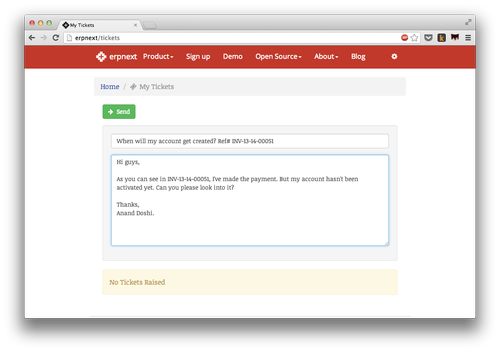 My Tickets
erpnext/tickets
erpnext Product Sign up Demo Open Source About Blog
Home / My Tickets
Send
When will my account get created? Ref# INV-13-14-00051
Hi guys,
As you can see in INV-13-14-00051, I've made the payment. But my account hasn't been
activated yet. Can you please look into it?
Thanks,
Anand Doshi.
No Tickets Raised